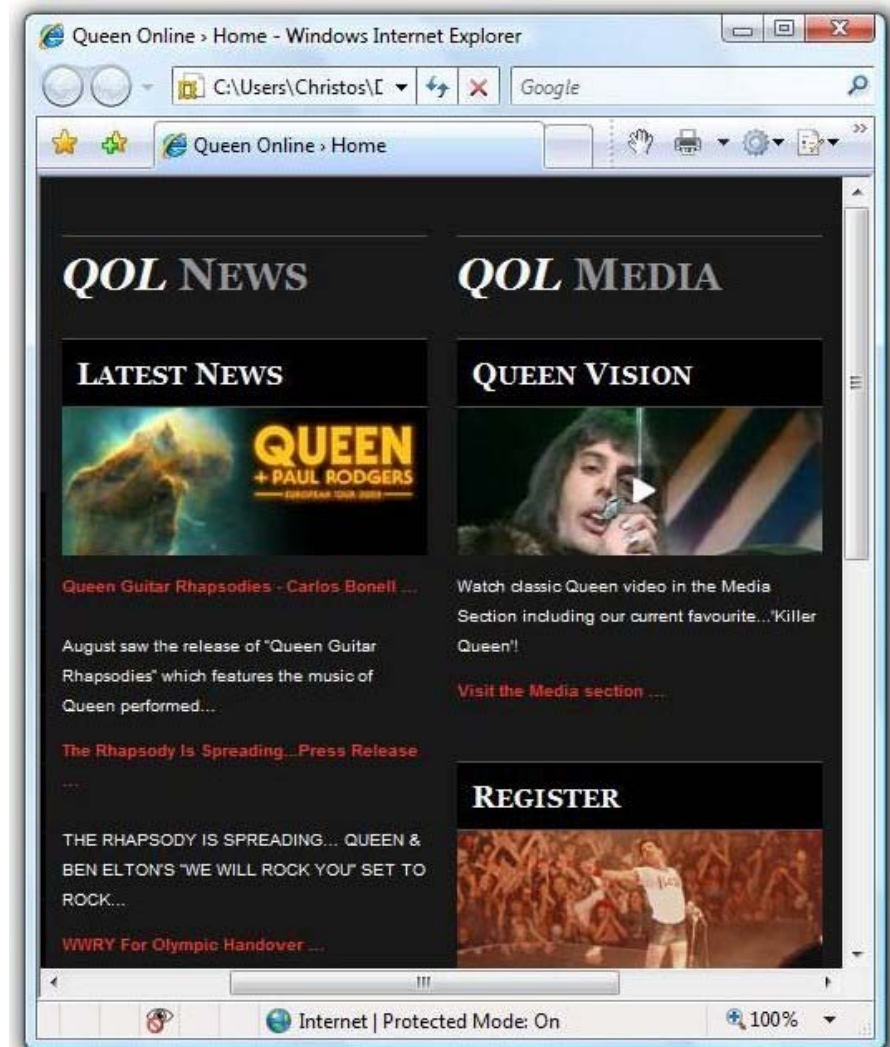 Queen Online › Home - Windows Internet Explorer
C:\Users\Christos\D
Google
Queen Online › Home
QOL NEWS
LATEST NEWS
QUEEN
+ PAUL RODGERS
EUROPEAN TOUR 2008
Queen Guitar Rhapsodies - Carlos Bonell ...
August saw the release of "Queen Guitar
Rhapsodies" which features the music of
Queen performed...
The Rhapsody Is Spreading...Press Release
...
THE RHAPSODY IS SPREADING... QUEEN &
BEN ELTON'S "WE WILL ROCK YOU" SET TO
ROCK...
WWRY For Olympic Handover ...
QOL MEDIA
QUEEN VISION
Watch classic Queen video in the Media
Section including our current favourite...'Killer
Queen'!
Visit the Media section ...
REGISTER
Internet | Protected Mode: On
100%